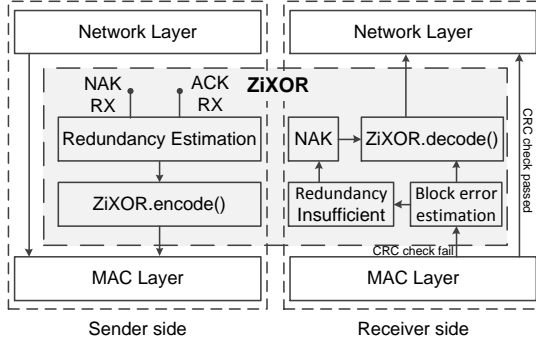 Network Layer
Network Layer
NAK
RX
ACK
RX
ZiXOR
Redundancy Estimation
NAK
ZiXOR.decode()
CRC check passed
ZiXOR.encode()
Redundancy
Insufficient
Block error
estimation
CRC check fail
MAC Layer
MAC Layer
Sender side
Receiver side